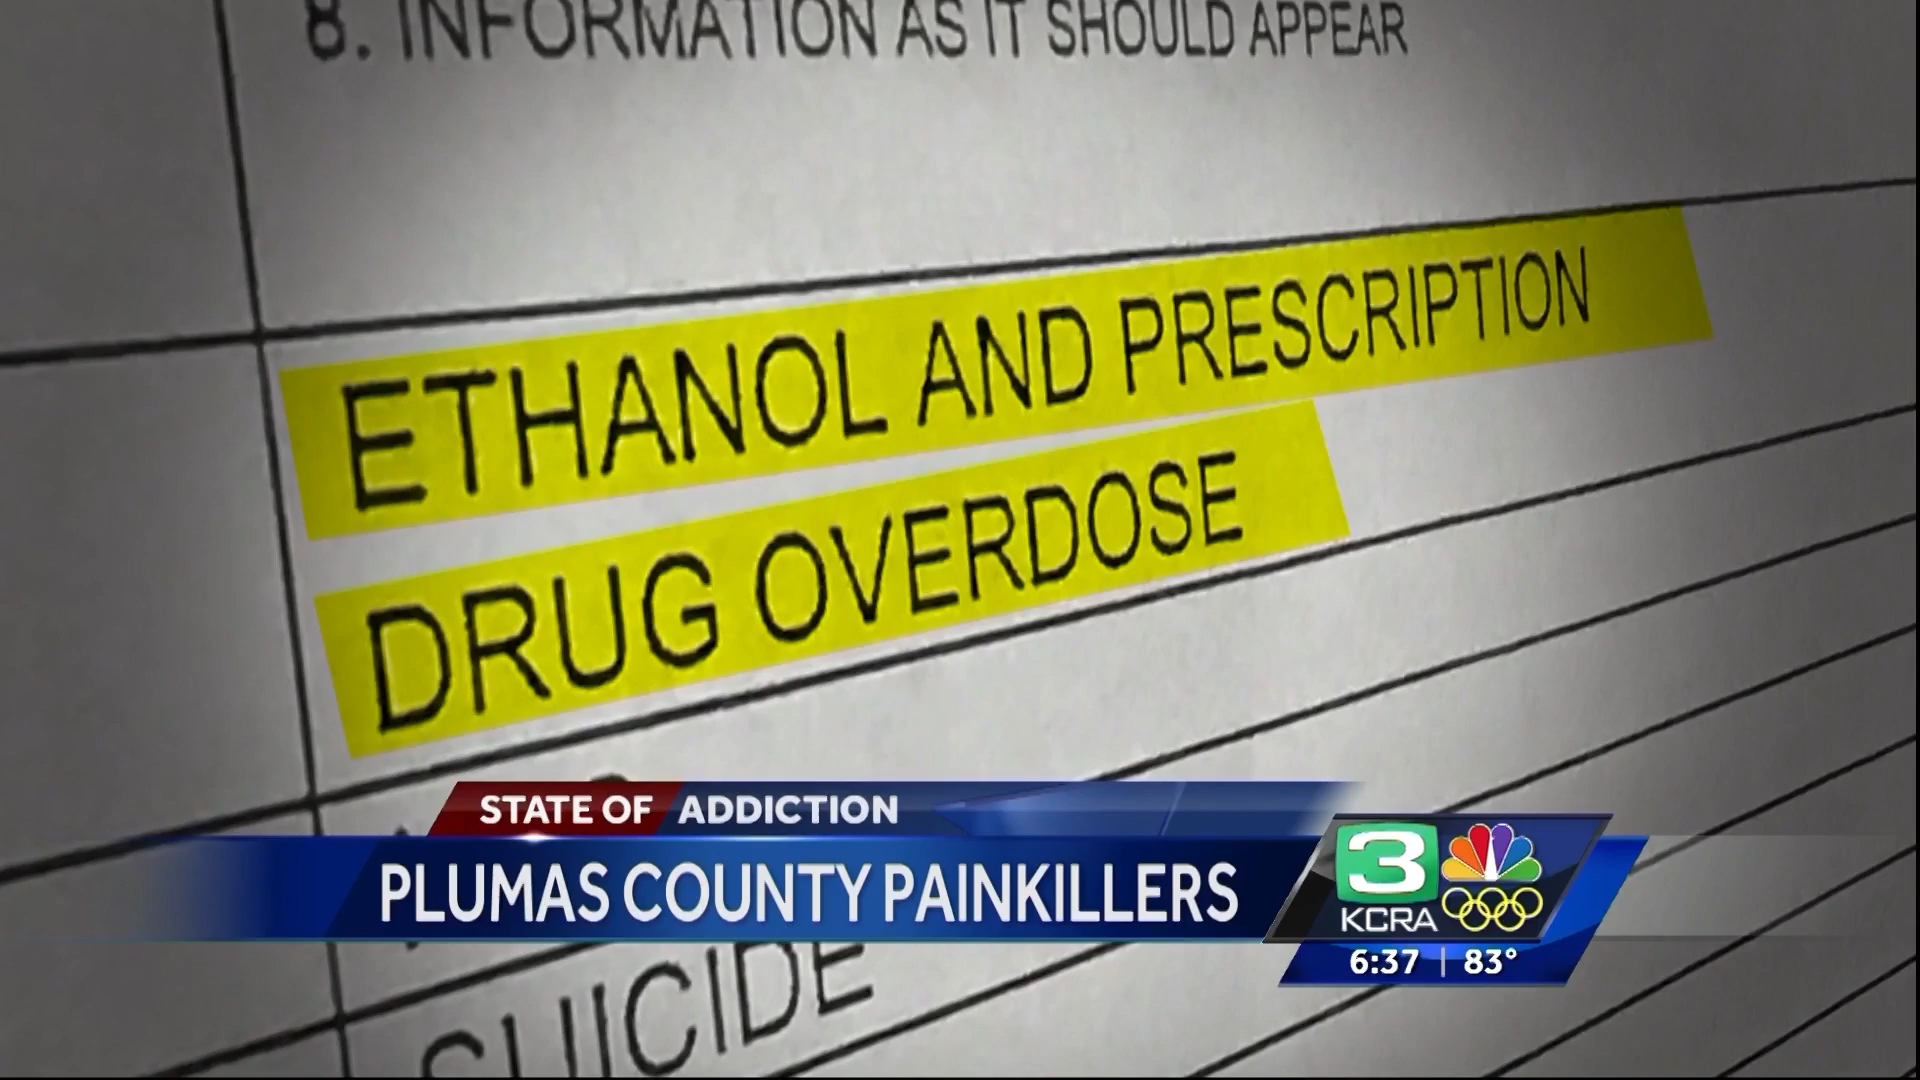 8. INFORMATION AS IT SHOULD APPEAR
ETHANOL AND PRESCRIPTION
DRUG OVERDOSE
STATE OF ADDICTION
PLUMAS COUNTY PAINKILLERS
3
KCRA
6:37 | 83°
SUICIDE